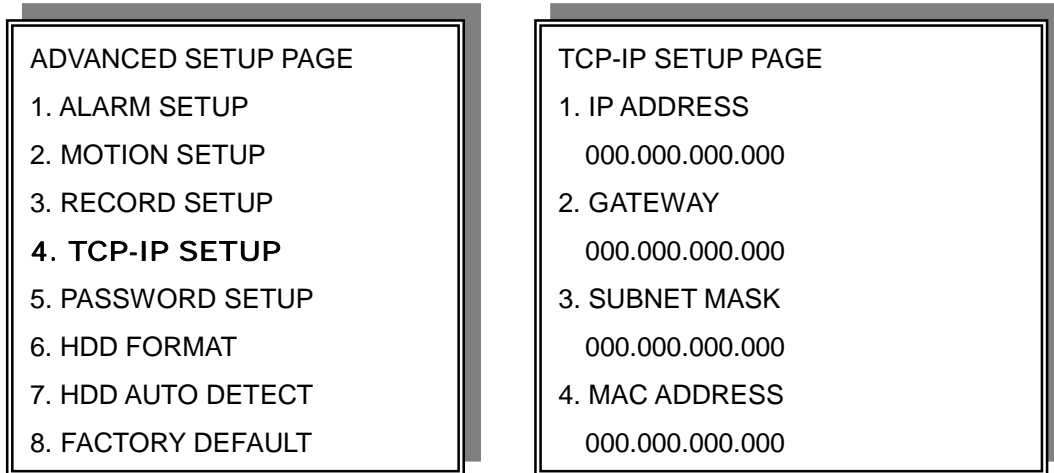 ADVANCED SETUP PAGE
1. ALARM SETUP
2. MOTION SETUP
3. RECORD SETUP
4. TCP-IP SETUP
5. PASSWORD SETUP
6. HDD FORMAT
7. HDD AUTO DETECT
8. FACTORY DEFAULT
TCP-IP SETUP PAGE
1. IP ADDRESS
000.000.000.000
2. GATEWAY
000.000.000.000
3. SUBNET MASK
000.000.000.000
4. MAC ADDRESS
000.000.000.000